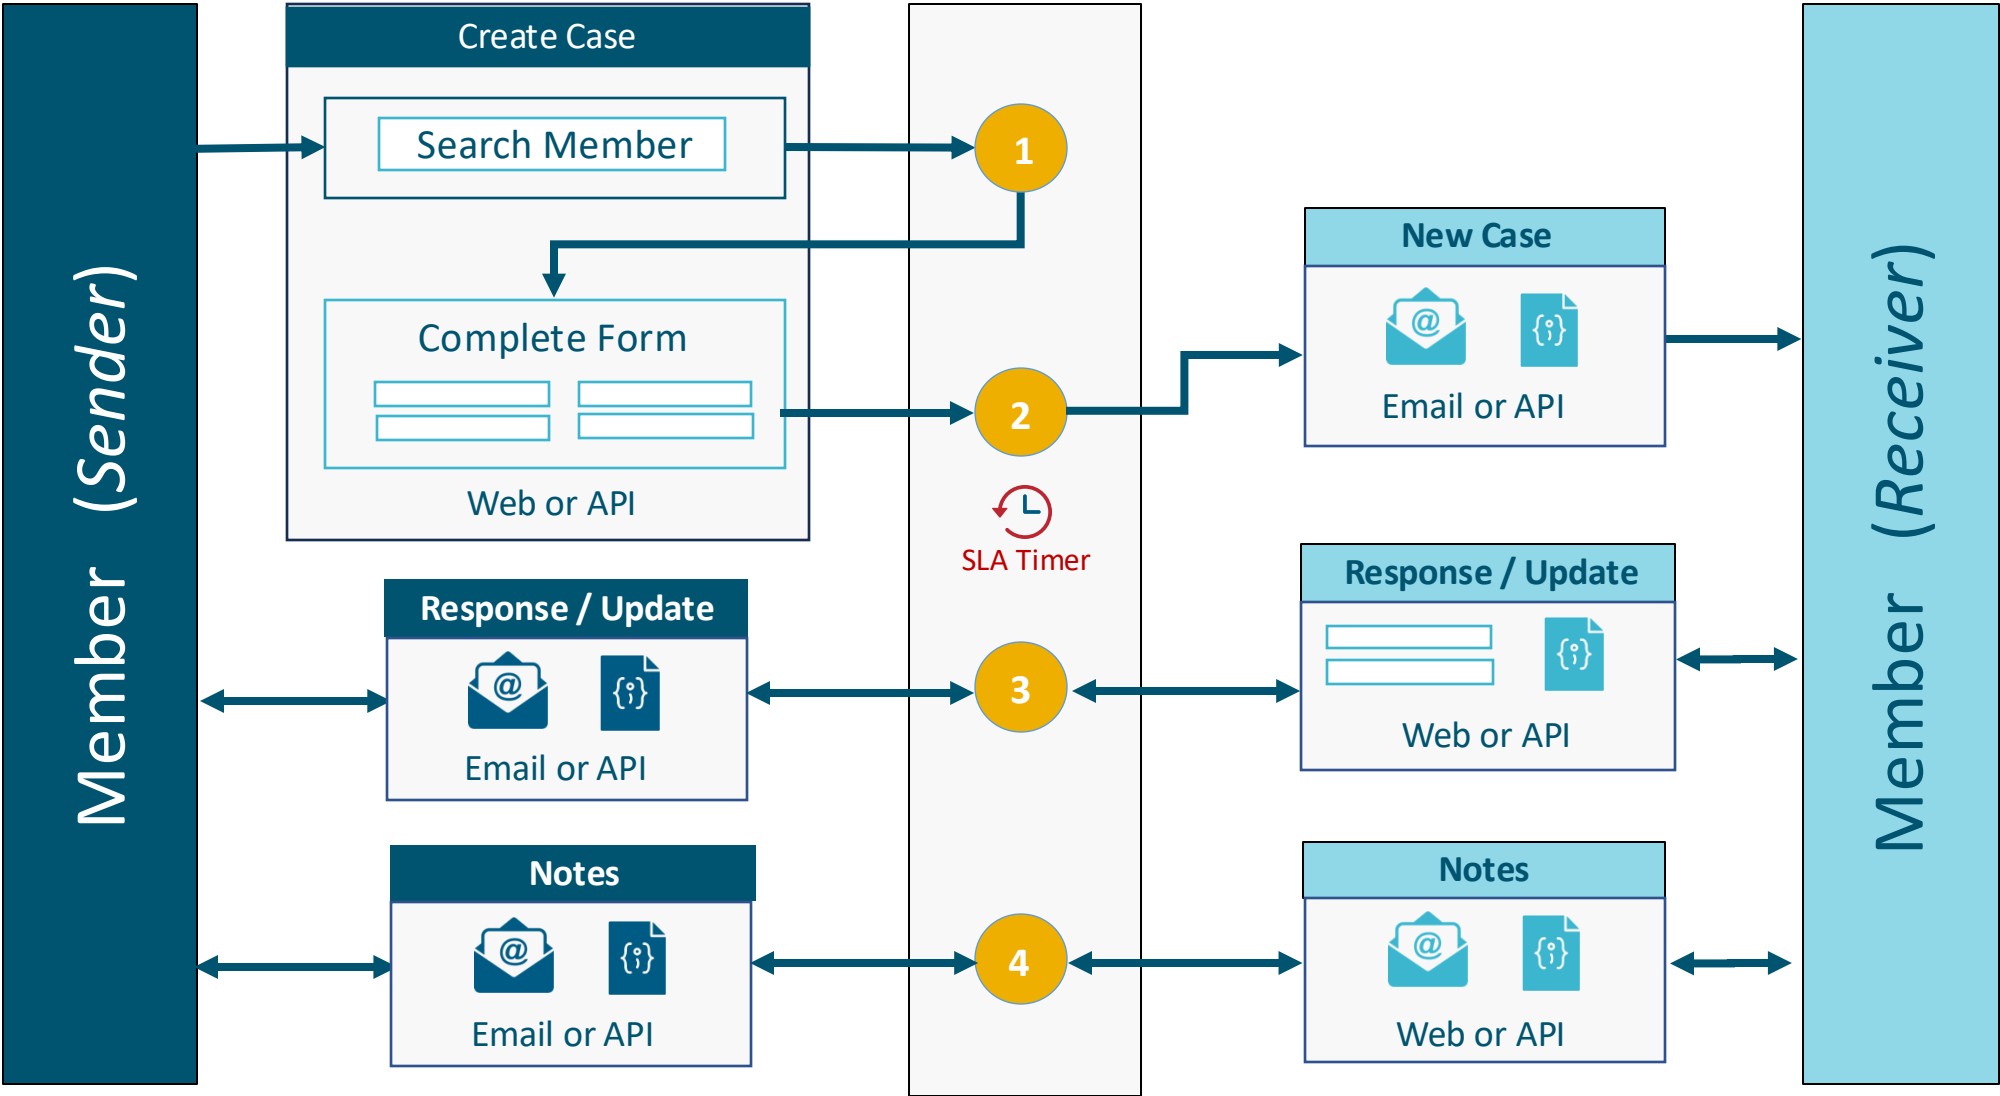 Member (Sender)
Create Case
Search Member
Complete Form
Web or API
1
2
SLA Timer
3
4
New Case
@
{;}
Email or API
Response / Update
@
{;}
Email or API
Response / Update
{;}
Web or API
Notes
@
{;}
Email or API
Notes
@
{;}
Web or API
Member (Receiver)